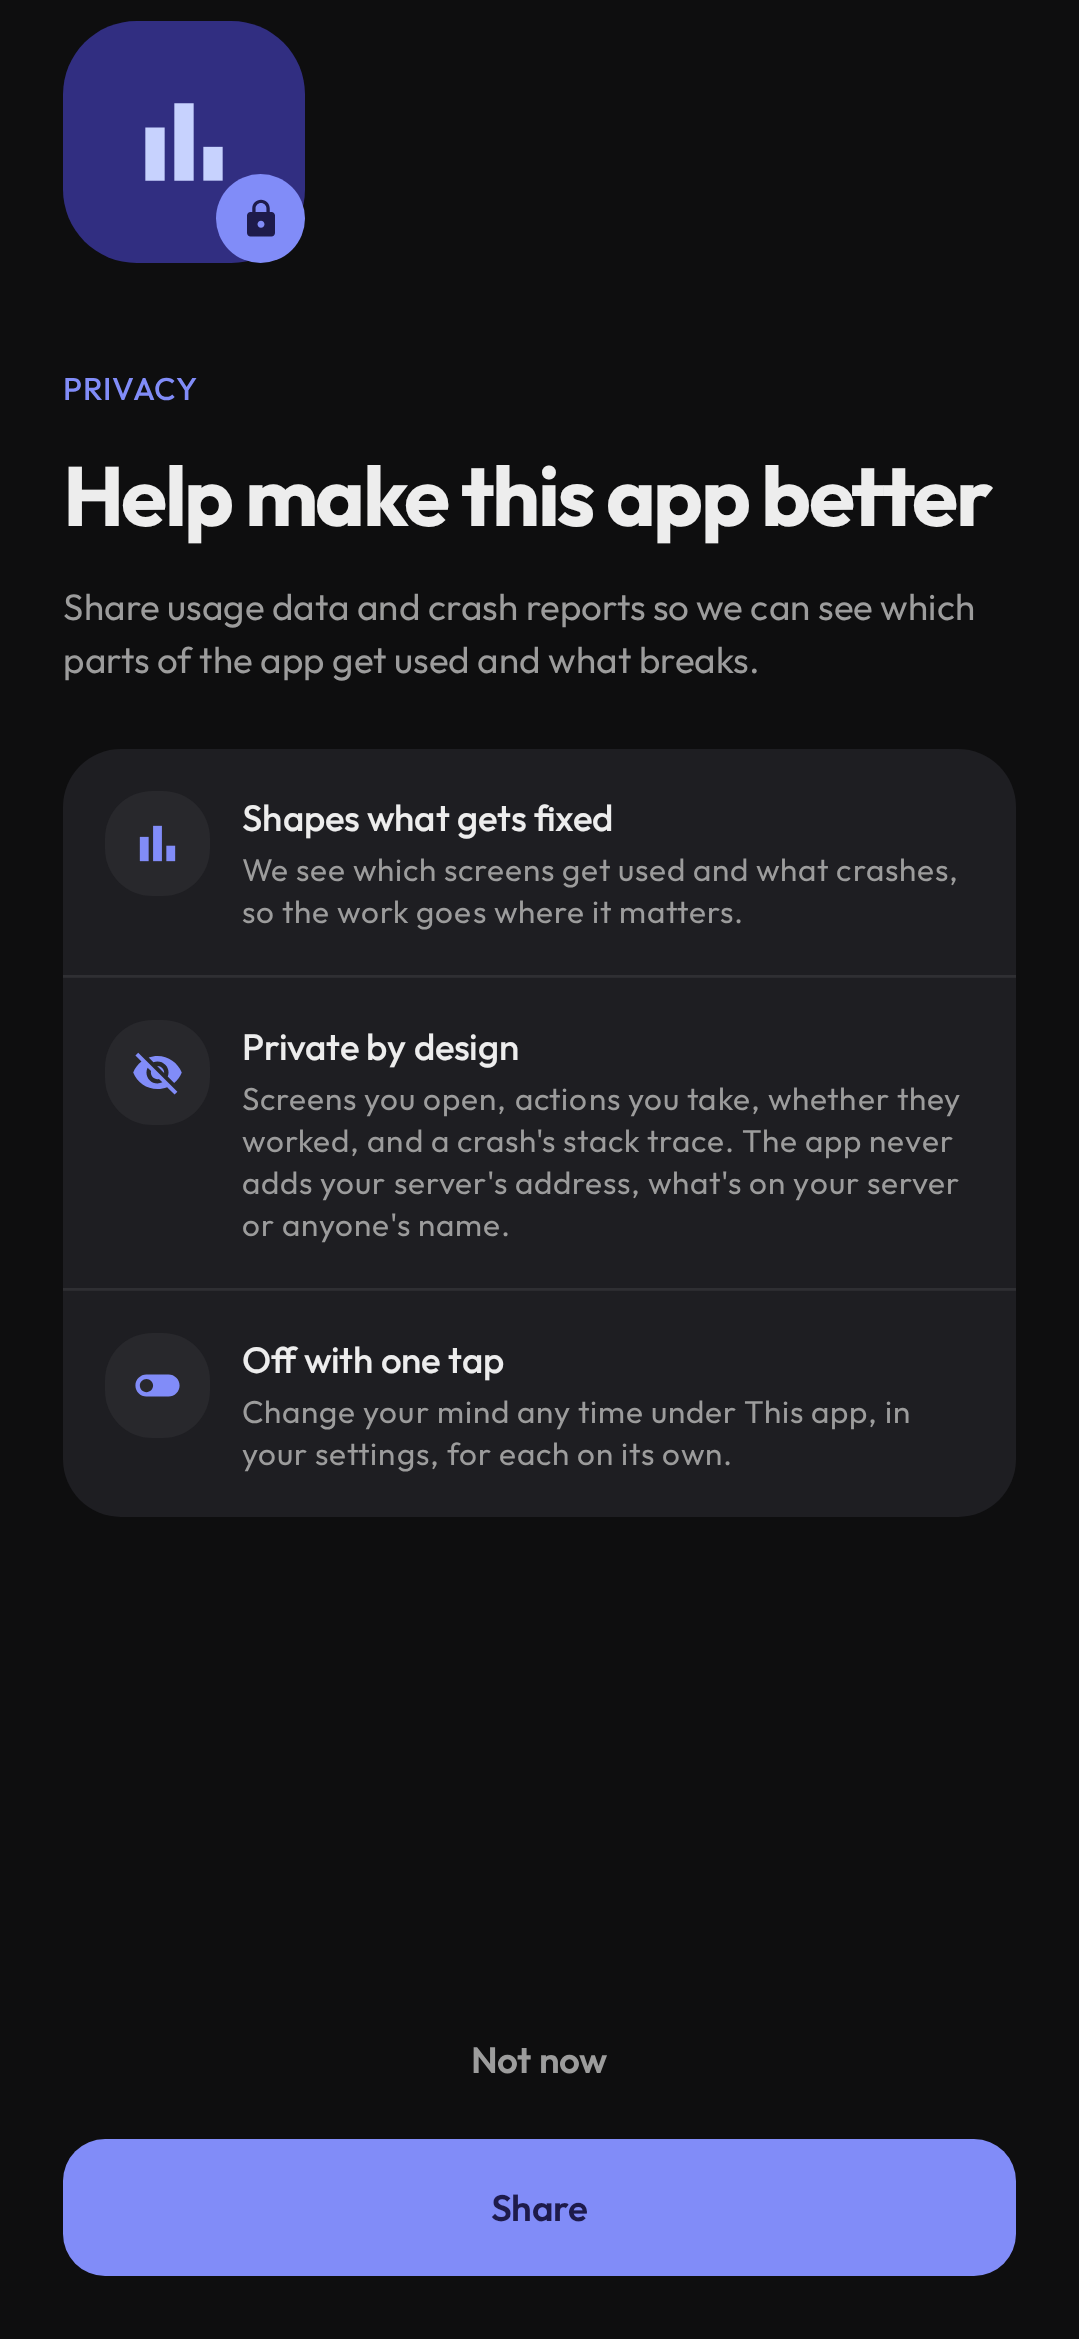 PRIVACY
Help make this app better
Share usage data and crash reports so we can see which
parts of the app get used and what breaks.
Shapes what gets fixed
We see which screens get used and what crashes,
so the work goes where it matters.
Private by design
Screens you open, actions you take, whether they
worked, and a crash's stack trace. The app never
adds your server's address, what's on your server
or anyone's name.
Off with one tap
Change your mind any time under This app, in
your settings, for each on its own.
Not now
Share